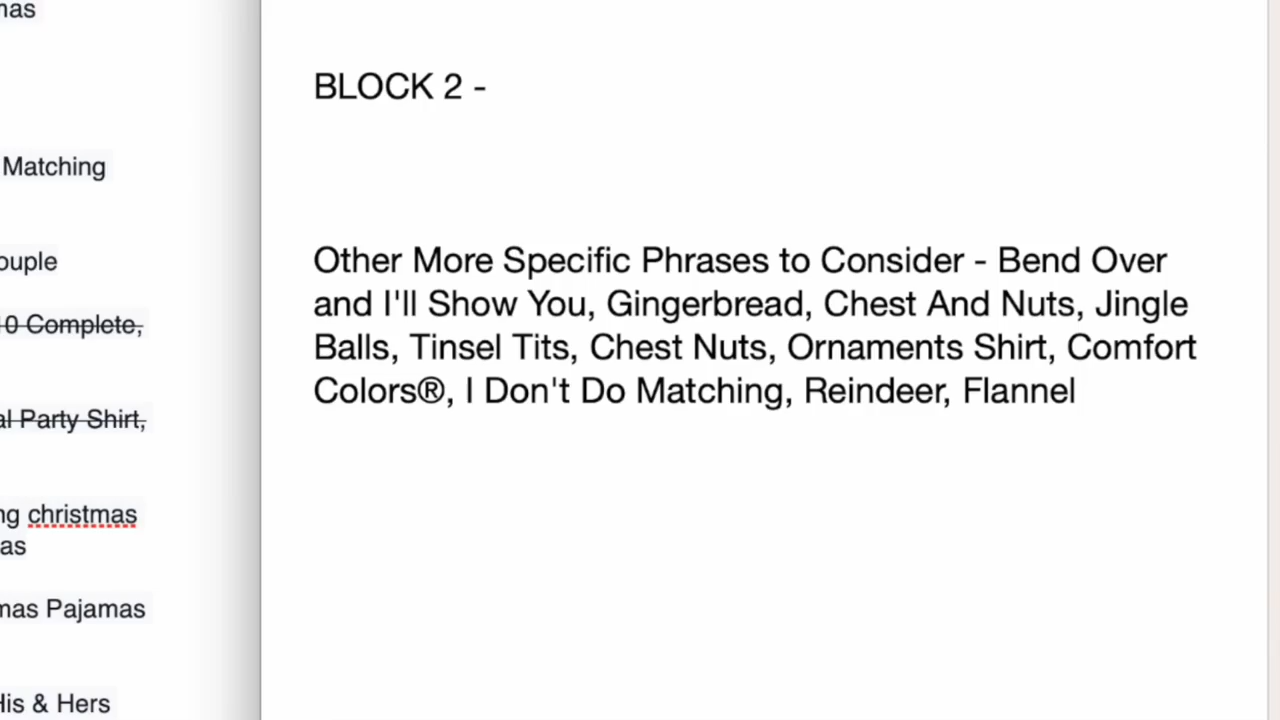 mas
Matching
ouple
10 Complete,
al Party Shirt,
ng christmas
as
mas Pajamas
His & Hers
BLOCK 2 -
Other More Specific Phrases to Consider - Bend Over
and I'll Show You, Gingerbread, Chest And Nuts, Jingle
Balls, Tinsel Tits, Chest Nuts, Ornaments Shirt, Comfort
Colors®, I Don't Do Matching, Reindeer, Flannel